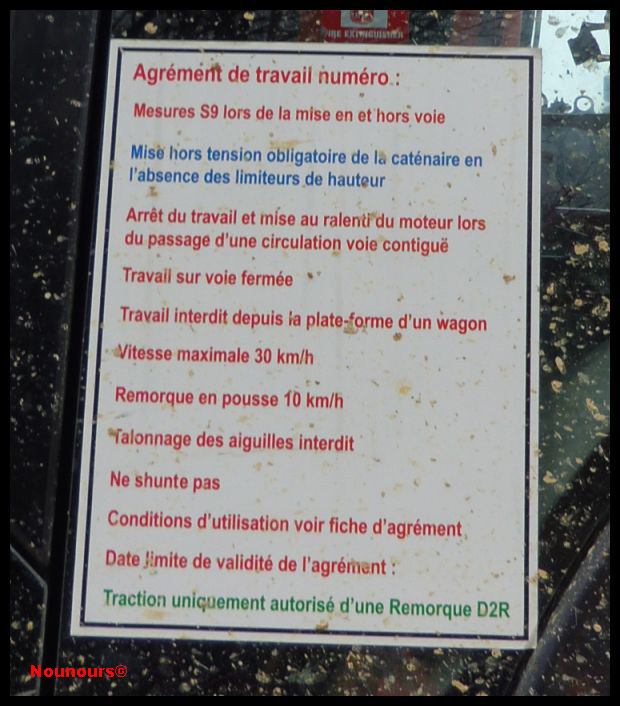 FIRE EXTINGUISHER
Agrément de travail numéro :
Mesures S9 lors de la mise en et hors voie
Mise hors tension obligatoire de la caténaire en
l'absence des limiteurs de hauteur
Arrêt du travail et mise au ralenti du moteur lors
du passage d'une circulation voie contiguë
Travail sur voie fermée
Travail interdit depuis la plate-forme d'un wagon
Vitesse maximale 30 km/h
Remorque en pousse 10 km/h
Talonnage des aiguilles interdit
Ne shunte pas
Conditions d'utilisation voir fiche d'agrément
Date limite de validité de l'agrément :
Traction uniquement autorisé d'une Remorque D2R
Nounours©